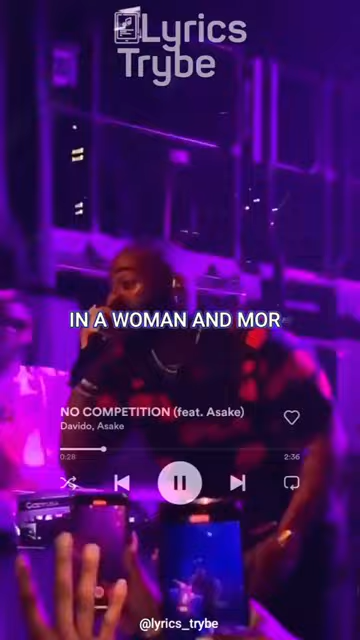 Lyrics
Trybe
IN A WOMAN AND MOR
NO COMPETITION (feat. Asake)
Davido, Asake
0:28
2:36
@lyrics_trybe